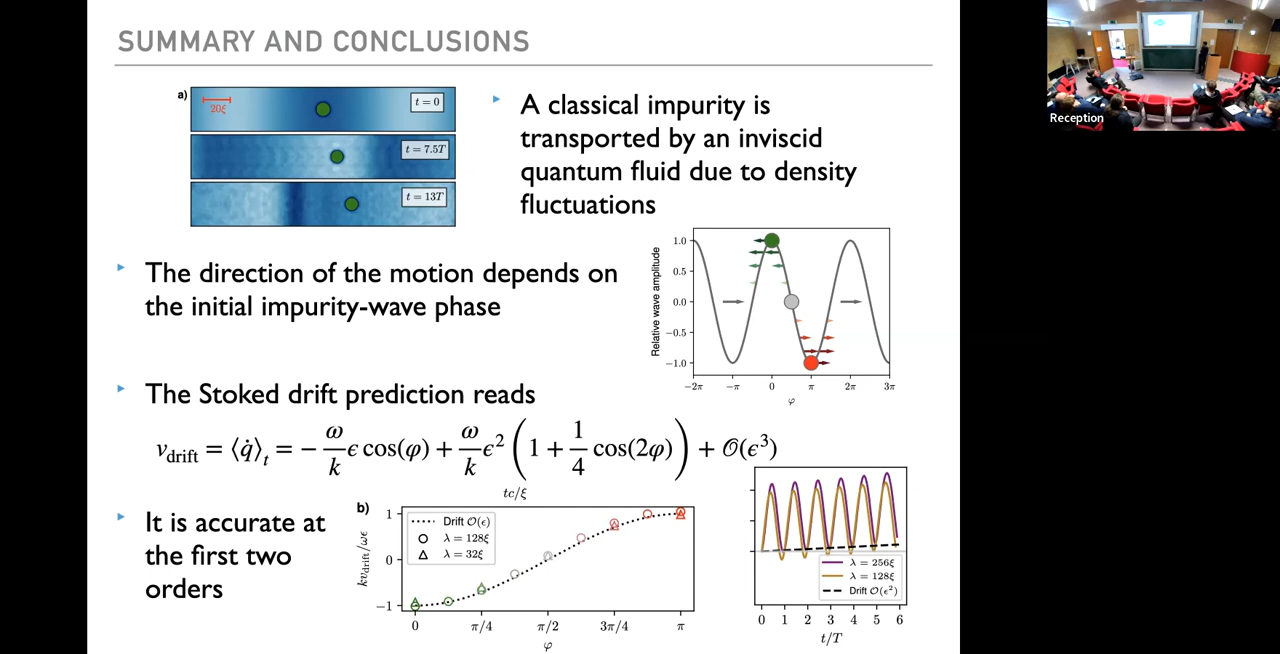 SUMMARY AND CONCLUSIONS
a)
20ξ
t = 0
t = 7.5T
t = 13T
▸ A classical impurity is
transported by an inviscid
quantum fluid due to density
fluctuations
▸ The direction of the motion depends on
the initial impurity-wave phase
Relative wave amplitude
1.0
0.5
0.0
−0.5
−1.0
−2π −π 0 π 2π 3π
φ
▸ The Stoked drift prediction reads
v_drift = ⟨q̇⟩_t = − ω/k ϵ cos(φ) + ω/k ϵ² (1 + 1/4 cos(2φ)) + 𝒪(ϵ³)
▸ It is accurate at
the first two
orders
tc/ξ
b)
kv_drift/ωϵ
1
0
−1
Drift 𝒪(ϵ)
λ = 128ξ
λ = 32ξ
0 π/4 π/2 3π/4 π
φ
λ = 256ξ
λ = 128ξ
Drift 𝒪(ϵ²)
0 1 2 3 4 5 6
t/T
Reception